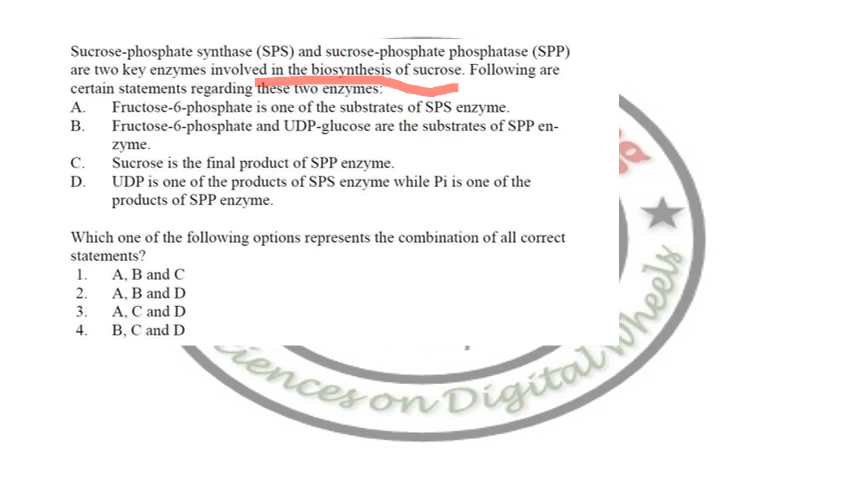 Sucrose-phosphate synthase (SPS) and sucrose-phosphate phosphatase (SPP)
are two key enzymes involved in the biosynthesis of sucrose. Following are
certain statements regarding these two enzymes:
A. Fructose-6-phosphate is one of the substrates of SPS enzyme.
B. Fructose-6-phosphate and UDP-glucose are the substrates of SPP en-
zyme.
C. Sucrose is the final product of SPP enzyme.
D. UDP is one of the products of SPS enzyme while Pi is one of the
products of SPP enzyme.
Which one of the following options represents the combination of all correct
statements?
1. A, B and C
2. A, B and D
3. A, C and D
4. B, C and D
Sciences on Digital Wheels